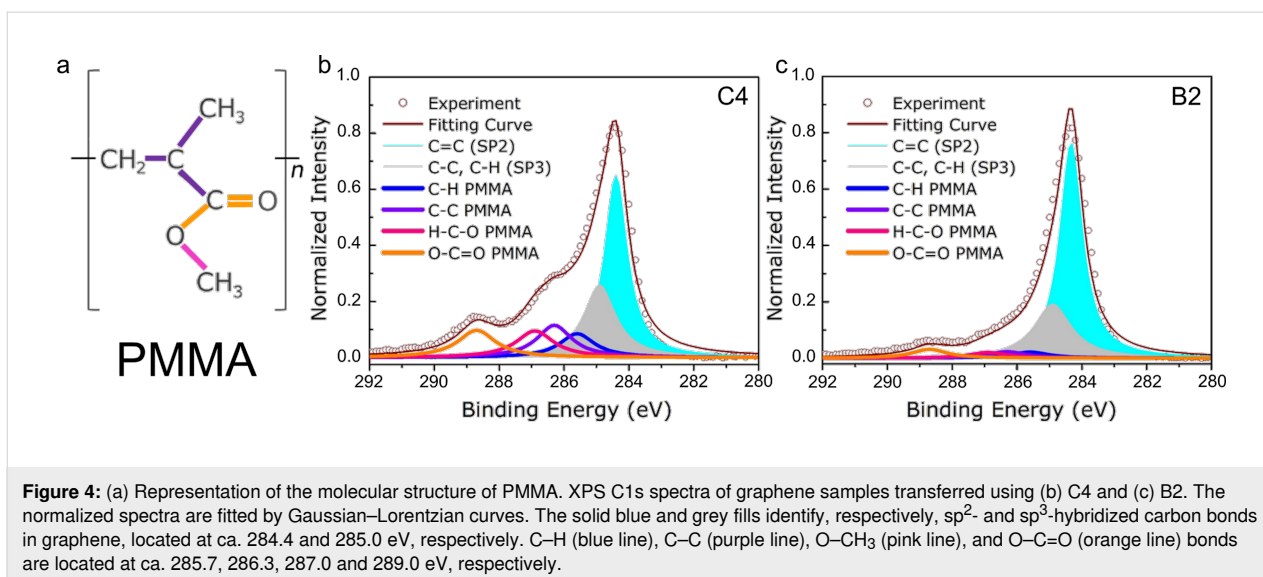 a
CH3
CH2
C
n
C
O
O
CH3
PMMA
b
C4
Experiment
Fitting Curve
C=C (SP2)
C-C, C-H (SP3)
C-H PMMA
C-C PMMA
H-C-O PMMA
O-C=O PMMA
Normalized Intensity
1.0
0.8
0.6
0.4
0.2
0.0
292 290 288 286 284 282 280
Binding Energy (eV)
c
B2
Experiment
Fitting Curve
C=C (SP2)
C-C, C-H (SP3)
C-H PMMA
C-C PMMA
H-C-O PMMA
O-C=O PMMA
Normalized Intensity
1.0
0.8
0.6
0.4
0.2
0.0
292 290 288 286 284 282 280
Binding Energy (eV)
Figure 4: (a) Representation of the molecular structure of PMMA. XPS C1s spectra of graphene samples transferred using (b) C4 and (c) B2. The
normalized spectra are fitted by Gaussian–Lorentzian curves. The solid blue and grey fills identify, respectively, sp2- and sp3-hybridized carbon bonds
in graphene, located at ca. 284.4 and 285.0 eV, respectively. C–H (blue line), C–C (purple line), O–CH3 (pink line), and O–C=O (orange line) bonds
are located at ca. 285.7, 286.3, 287.0 and 289.0 eV, respectively.